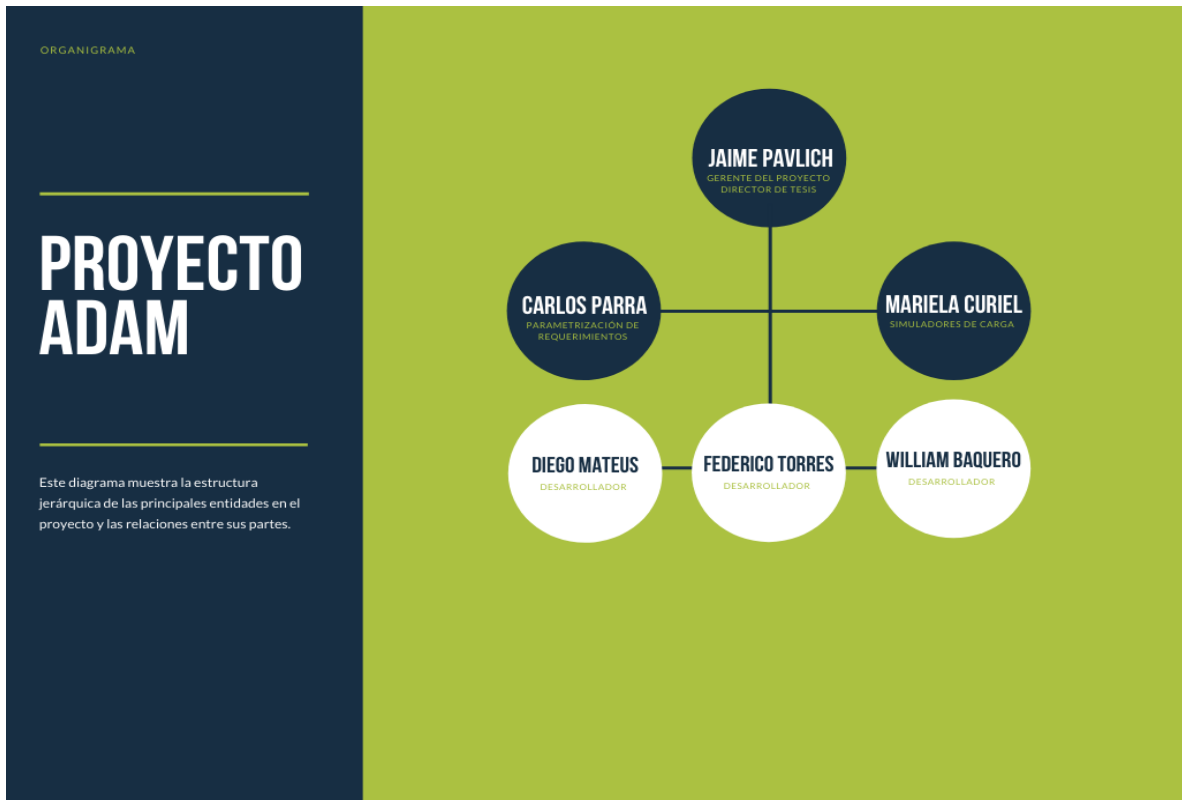 ORGANIGRAMA
PROYECTO
ADAM
Este diagrama muestra la estructura
jerárquica de las principales entidades en el
proyecto y las relaciones entre sus partes.
JAIME PAVLICH
GERENTE DEL PROYECTO
DIRECTOR DE TESIS
CARLOS PARRA
PARAMETRIZACIÓN DE
REQUERIMIENTOS
MARIELA CURIEL
SIMULADORES DE CARGA
DIEGO MATEUS
DESARROLLADOR
FEDERICO TORRES
DESARROLLADOR
WILLIAM BAQUERO
DESARROLLADOR